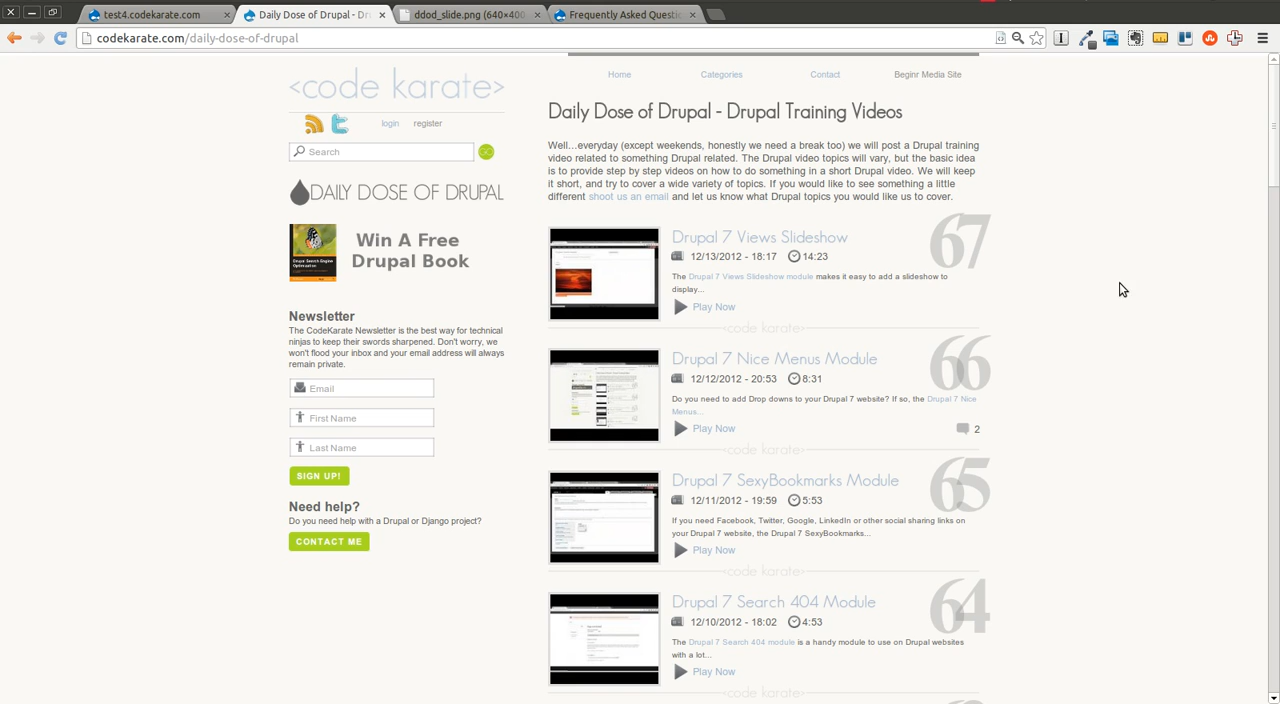 test4.codekarate.com
Daily Dose of Drupal - Dr
ddod_slide.png (640×400
Frequently Asked Questio
codekarate.com/daily-dose-of-drupal
<code karate>
login register
Search
GO
DAILY DOSE OF DRUPAL
Win A Free
Drupal Book
Newsletter
The CodeKarate Newsletter is the best way for technical
ninjas to keep their swords sharpened. Don't worry, we
won't flood your inbox and your email address will always
remain private.
Email
First Name
Last Name
SIGN UP!
Need help?
Do you need help with a Drupal or Django project?
CONTACT ME
Home Categories Contact Beginr Media Site
Daily Dose of Drupal - Drupal Training Videos
Well...everyday (except weekends, honestly we need a break too) we will post a Drupal training
video related to something Drupal related. The Drupal video topics will vary, but the basic idea
is to provide step by step videos on how to do something in a short Drupal video. We will keep
it short, and try to cover a wide variety of topics. If you would like to see something a little
different shoot us an email and let us know what Drupal topics you would like us to cover.
Drupal 7 Views Slideshow
67
12/13/2012 - 18:17 14:23
The Drupal 7 Views Slideshow module makes it easy to add a slideshow to
display...
Play Now
<code karate>
Drupal 7 Nice Menus Module
66
12/12/2012 - 20:53 8:31
Do you need to add Drop downs to your Drupal 7 website? If so, the Drupal 7 Nice
Menus...
Play Now 2
<code karate>
Drupal 7 SexyBookmarks Module
65
12/11/2012 - 19:59 5:53
If you need Facebook, Twitter, Google, LinkedIn or other social sharing links on
your Drupal 7 website, the Drupal 7 SexyBookmarks...
Play Now
<code karate>
Drupal 7 Search 404 Module
64
12/10/2012 - 18:02 4:53
The Drupal 7 Search 404 module is a handy module to use on Drupal websites
with a lot...
Play Now
<code karate>